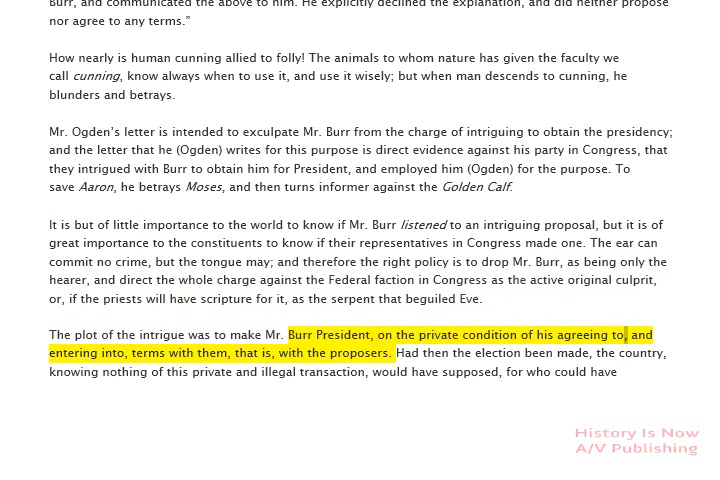 Burr, and communicated the above to him. He explicitly declined the explanation, and did neither propose
nor agree to any terms.”
How nearly is human cunning allied to folly! The animals to whom nature has given the faculty we
call cunning, know always when to use it, and use it wisely; but when man descends to cunning, he
blunders and betrays.
Mr. Ogden’s letter is intended to exculpate Mr. Burr from the charge of intriguing to obtain the presidency;
and the letter that he (Ogden) writes for this purpose is direct evidence against his party in Congress, that
they intrigued with Burr to obtain him for President, and employed him (Ogden) for the purpose. To
save Aaron, he betrays Moses, and then turns informer against the Golden Calf.
It is but of little importance to the world to know if Mr. Burr listened to an intriguing proposal, but it is of
great importance to the constituents to know if their representatives in Congress made one. The ear can
commit no crime, but the tongue may; and therefore the right policy is to drop Mr. Burr, as being only the
hearer, and direct the whole charge against the Federal faction in Congress as the active original culprit,
or, if the priests will have scripture for it, as the serpent that beguiled Eve.
The plot of the intrigue was to make Mr. Burr President, on the private condition of his agreeing to, and
entering into, terms with them, that is, with the proposers. Had then the election been made, the country,
knowing nothing of this private and illegal transaction, would have supposed, for who could have
History Is Now
A/V Publishing